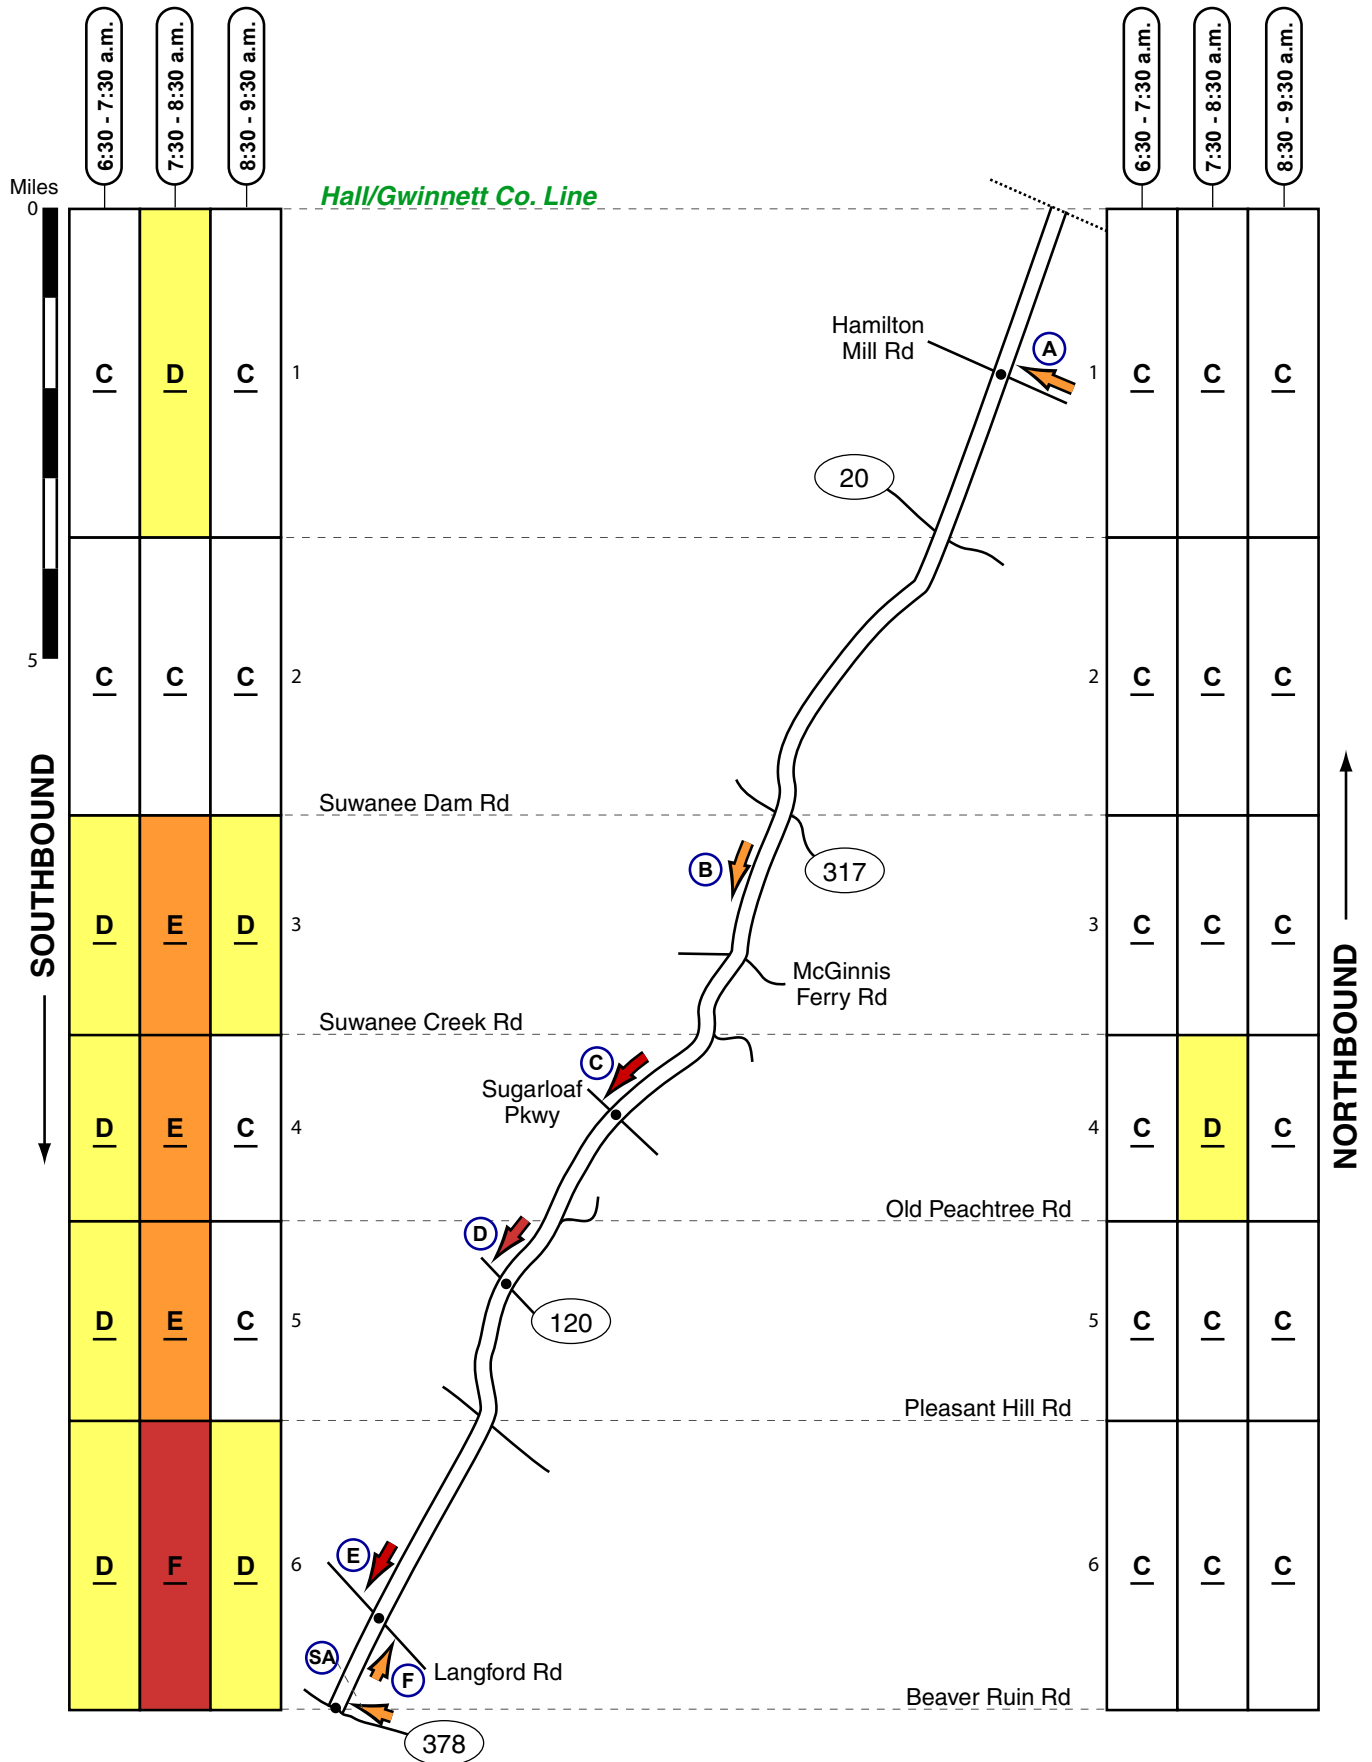 6:30 - 7:30 a.m.
7:30 - 8:30 a.m.
8:30 - 9:30 a.m.
6:30 - 7:30 a.m.
7:30 - 8:30 a.m.
8:30 - 9:30 a.m.
Miles
0
5
Hall/Gwinnett Co. Line
Hamilton
Mill Rd
A
C D C 1
1 C C C
20
C C C 2
2 C C C
SOUTHBOUND
NORTHBOUND
Suwanee Dam Rd
B
317
D E D 3
3 C C C
McGinnis
Ferry Rd
Suwanee Creek Rd
C
Sugarloaf
Pkwy
D E C 4
4 C D C
Old Peachtree Rd
D
120
D E C 5
5 C C C
Pleasant Hill Rd
E
D F D 6
6 C C C
SA
F
Langford Rd
Beaver Ruin Rd
378